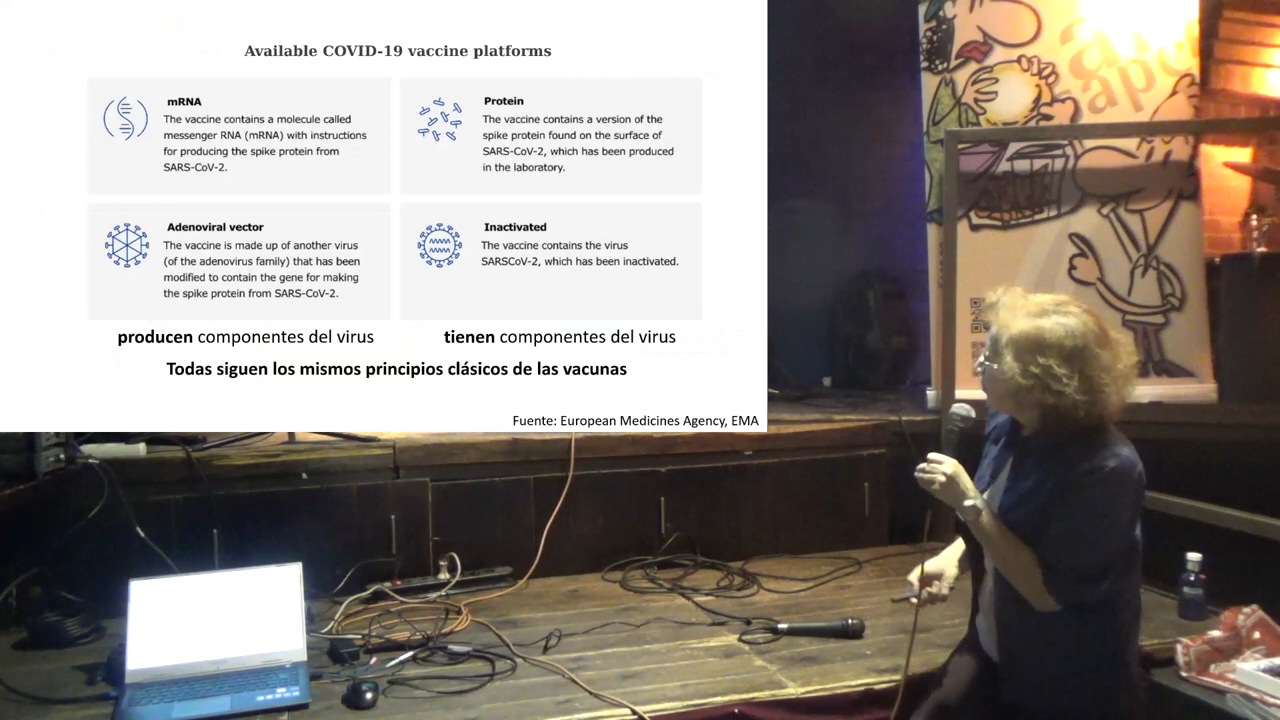 Available COVID-19 vaccine platforms
mRNA
The vaccine contains a molecule called
messenger RNA (mRNA) with instructions
for producing the spike protein from
SARS-CoV-2.
Protein
The vaccine contains a version of the
spike protein found on the surface of
SARS-CoV-2, which has been produced
in the laboratory.
Adenoviral vector
The vaccine is made up of another virus
(of the adenovirus family) that has been
modified to contain the gene for making
the spike protein from SARS-CoV-2.
Inactivated
The vaccine contains the virus
SARSCoV-2, which has been inactivated.
producen componentes del virus
tienen componentes del virus
Todas siguen los mismos principios clásicos de las vacunas
Fuente: European Medicines Agency, EMA